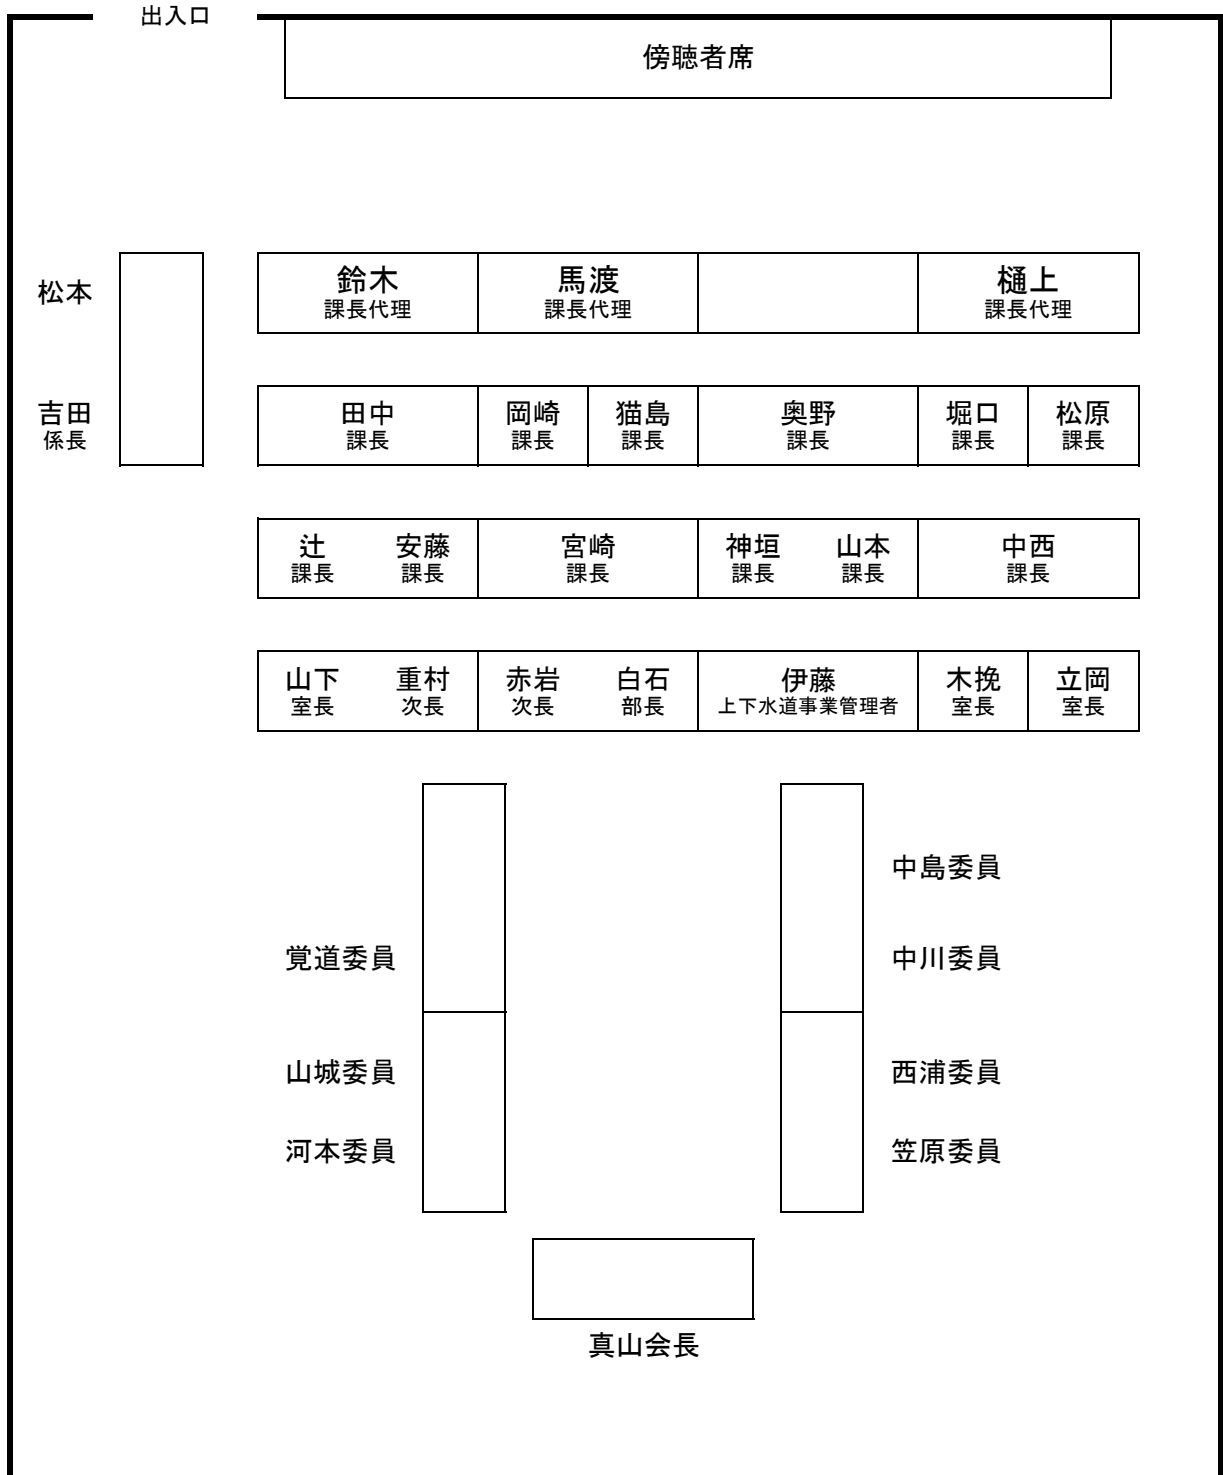 出入口
傍聴者席
松本
鈴木 馬渡 樋上
課長代理 課長代理 課長代理
吉田 田中 岡崎 猫島 奥野 堀口 松原
係長 課長 課長 課長 課長 課長 課長
辻 安藤 宮崎 神垣 山本 中西
課長 課長 課長 課長 課長 課長
山下 重村 赤岩 白石 伊藤 木挽 立岡
室長 次長 次長 部長 上下水道事業管理者 室長 室長
中島委員
覚道委員 中川委員
山城委員 西浦委員
河本委員 笠原委員
真山会長